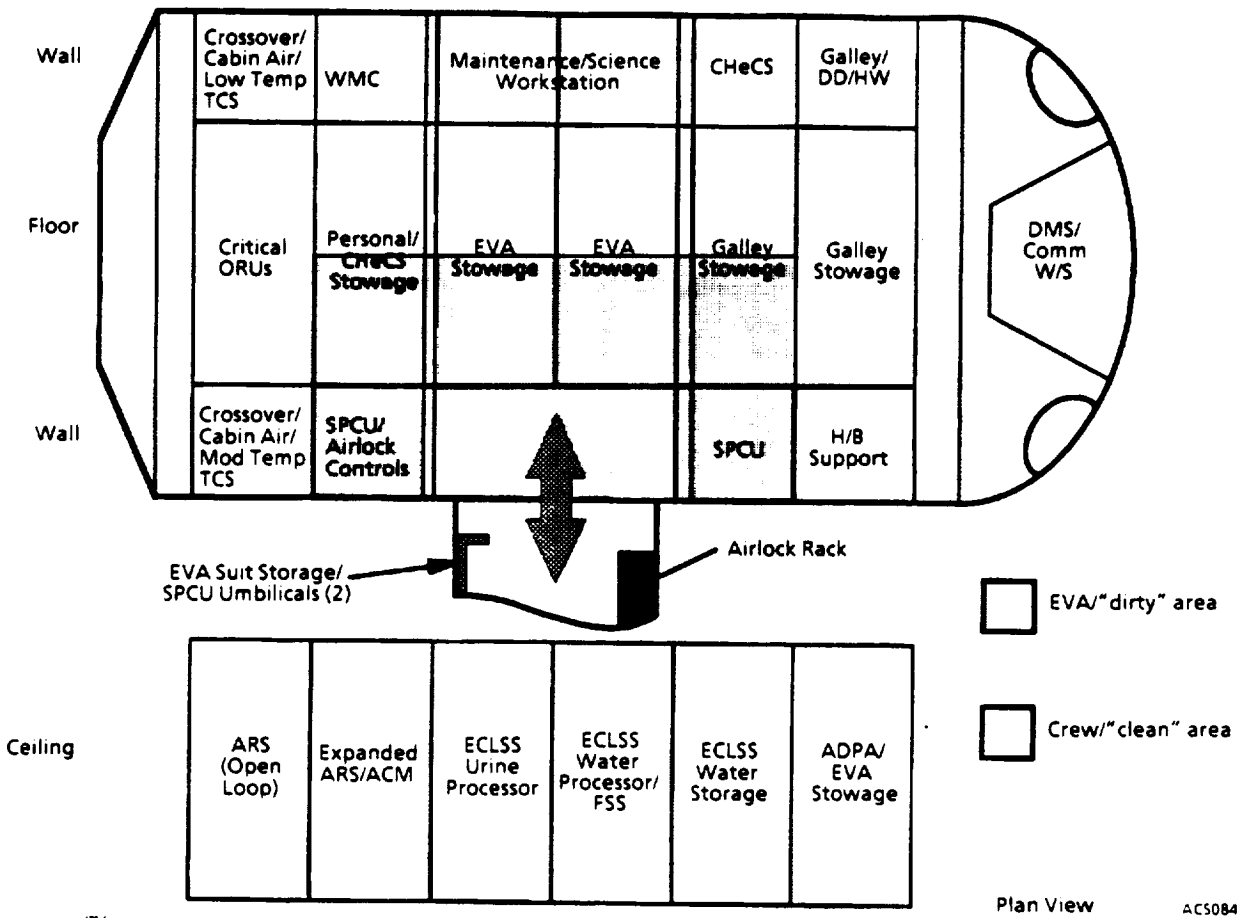 Wall
Crossover/
Cabin Air/
Low Temp
TCS
WMC
Maintenance/Science
Workstation
CHeCS
Galley/
DD/HW
Floor
Critical
ORUs
Personal/
CHeCS
Stowage
EVA
Stowage
EVA
Stowage
Galley
Stowage
Galley
Stowage
DMS/
Comm
W/S
Wall
Crossover/
Cabin Air/
Mod Temp
TCS
SPCU/
Airlock
Controls
SPCU
H/B
Support
EVA Suit Storage/
SPCU Umbilicals (2)
Airlock Rack
EVA/"dirty" area
Crew/"clean" area
Ceiling
ARS
(Open
Loop)
Expanded
ARS/ACM
ECLSS
Urine
Processor
ECLSS
Water
Processor/
FSS
ECLSS
Water
Storage
ADPA/
EVA
Stowage
Plan View
ACS084